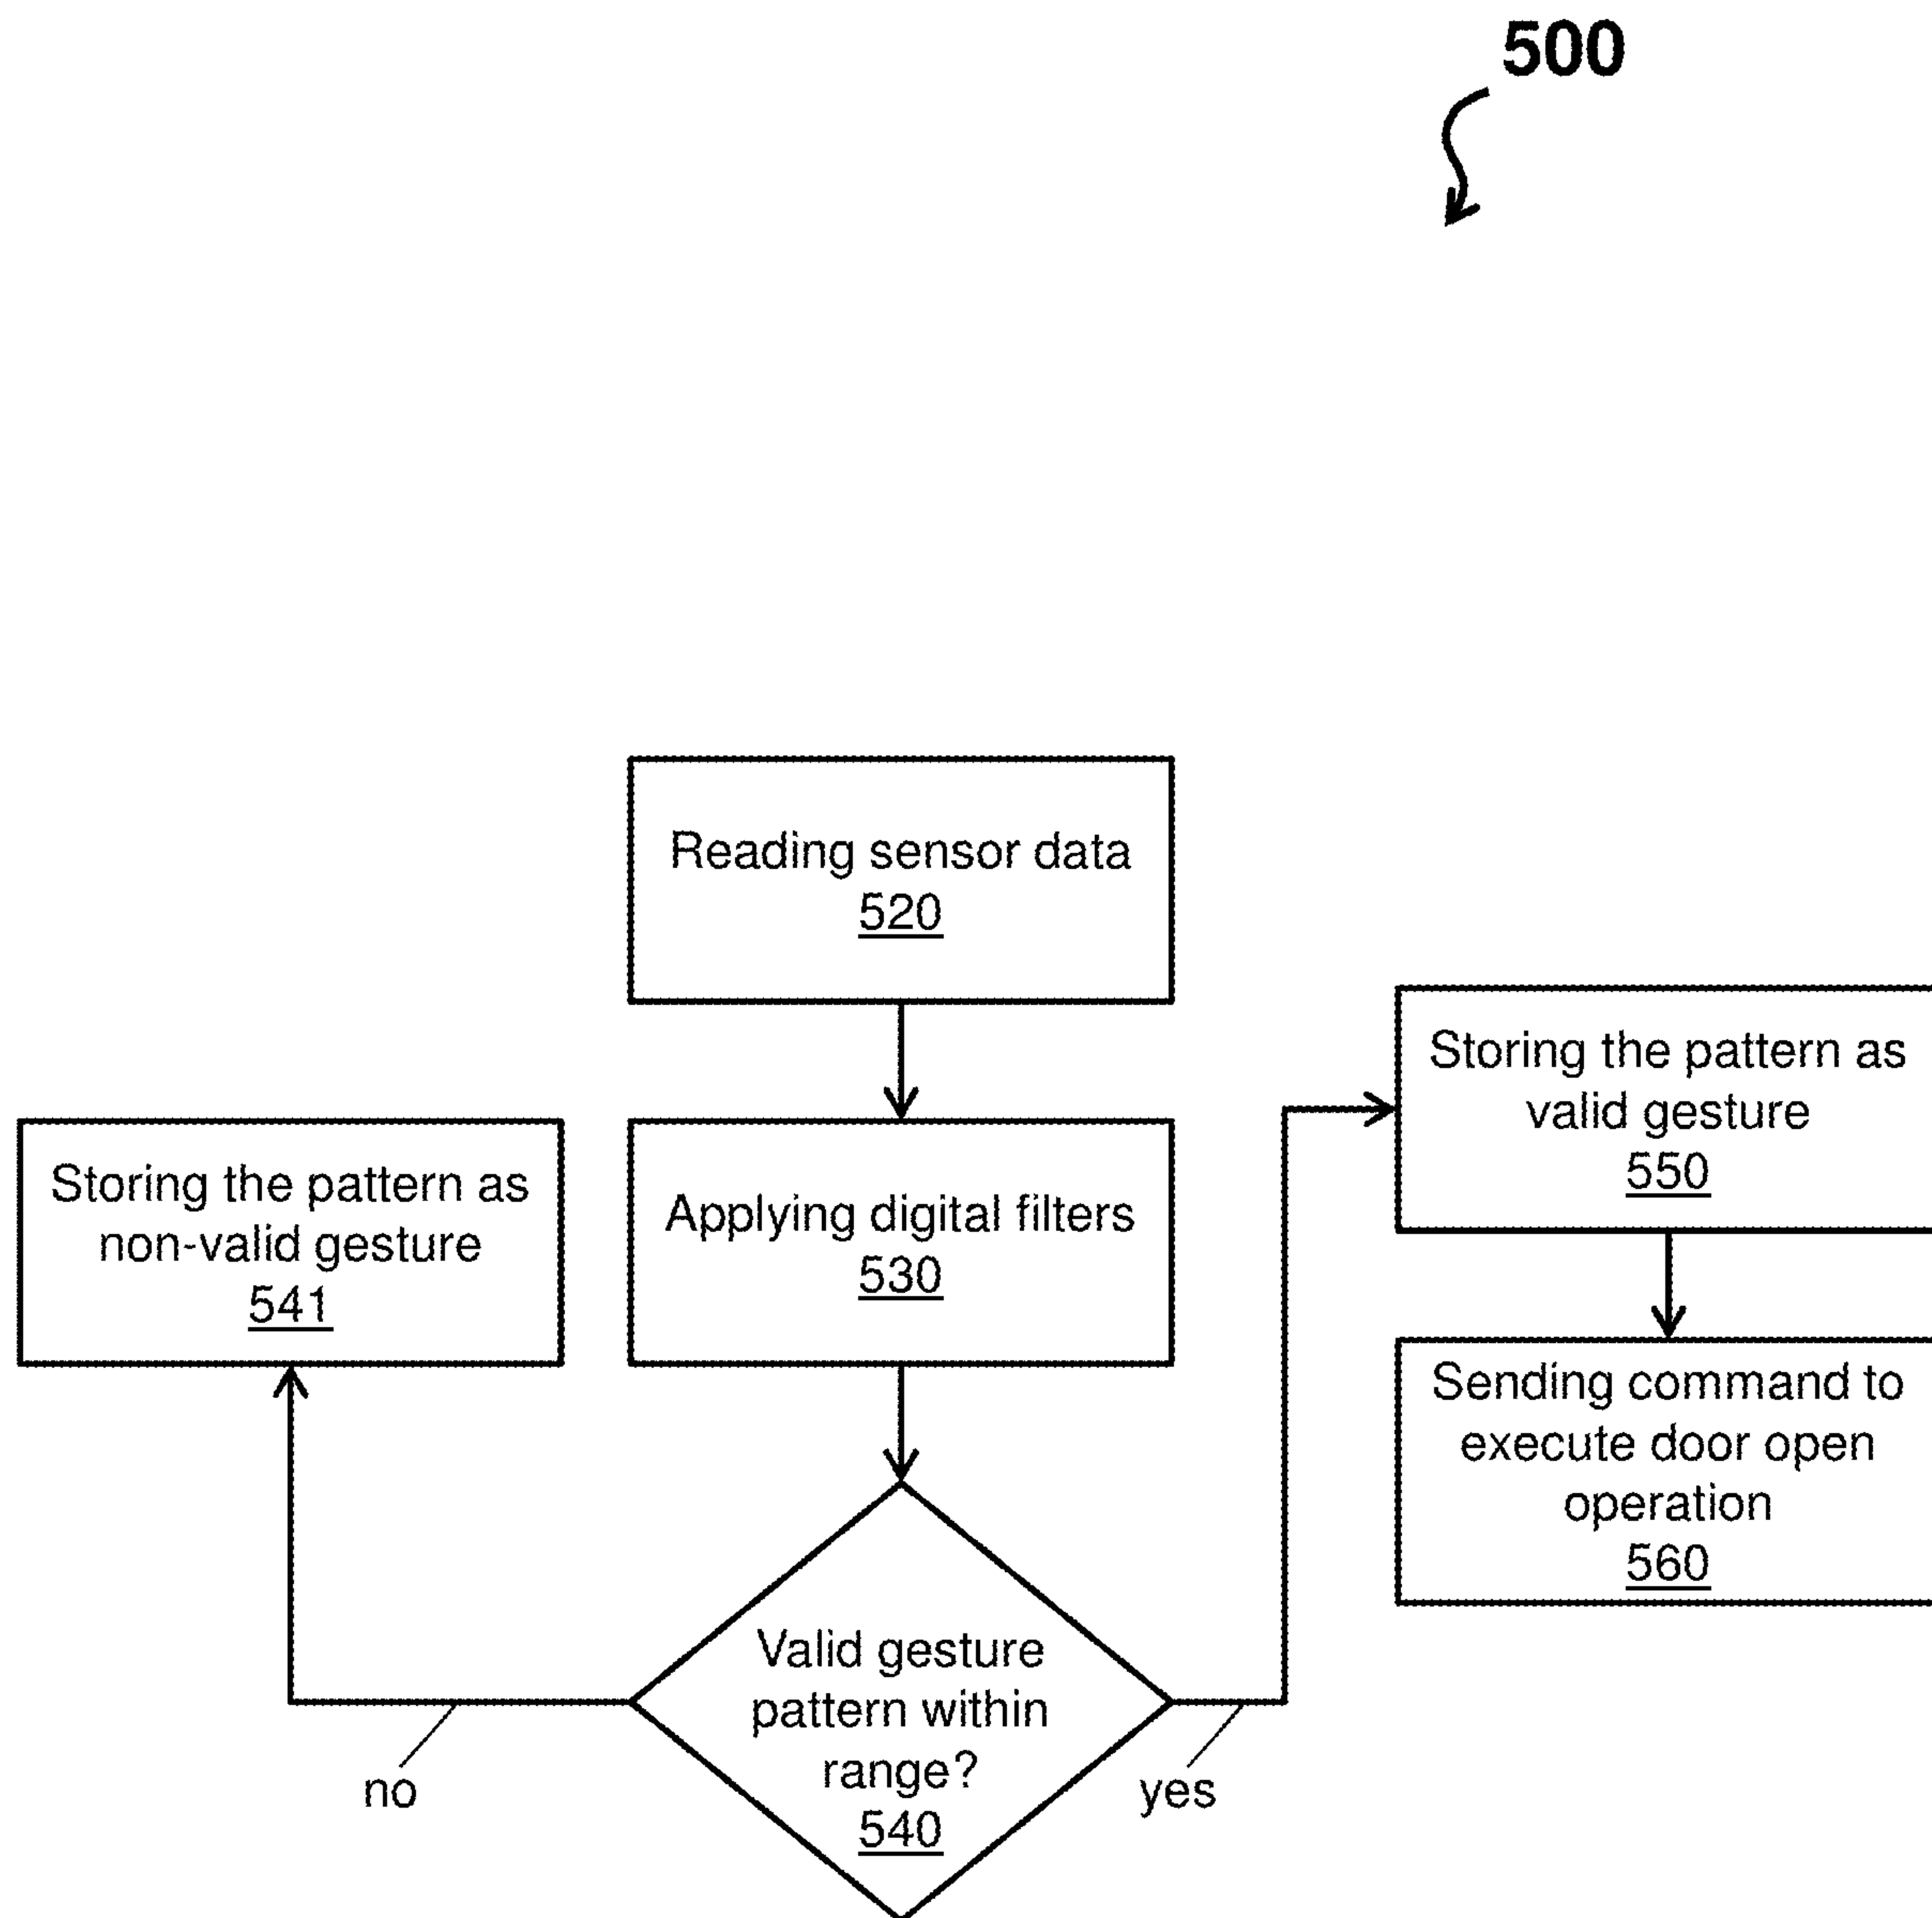 500
Reading sensor data
520
Applying digital filters
530
Valid gesture
pattern within
range?
540
no
yes
Storing the pattern as
non-valid gesture
541
Storing the pattern as
valid gesture
550
Sending command to
execute door open
operation
560